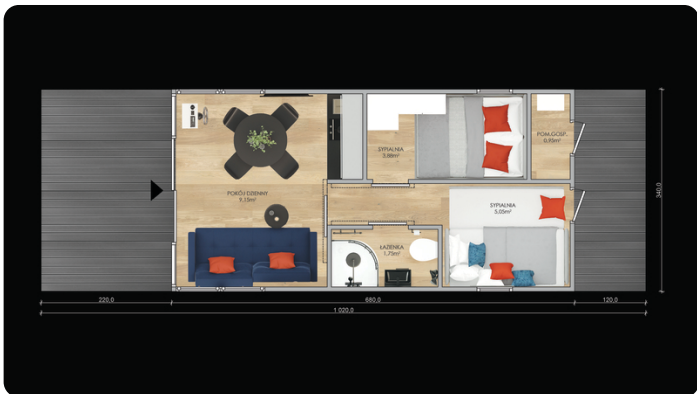 SYPIALNIA
3,88m²
POM.GOSP.
0,95m²
POKÓJ DZIENNY
9,15m²
SYPIALNIA
5,05m²
ŁAZIENKA
1,75m²
340,0
220,0
680,0
120,0
1 020,0